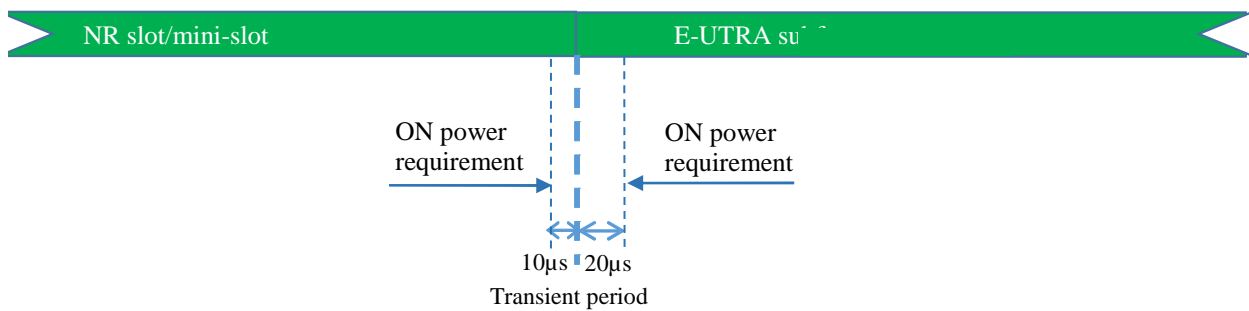 NR slot/mini-slot
E-UTRA
ON power
requirement
ON power
requirement
10µs
20µs
Transient period